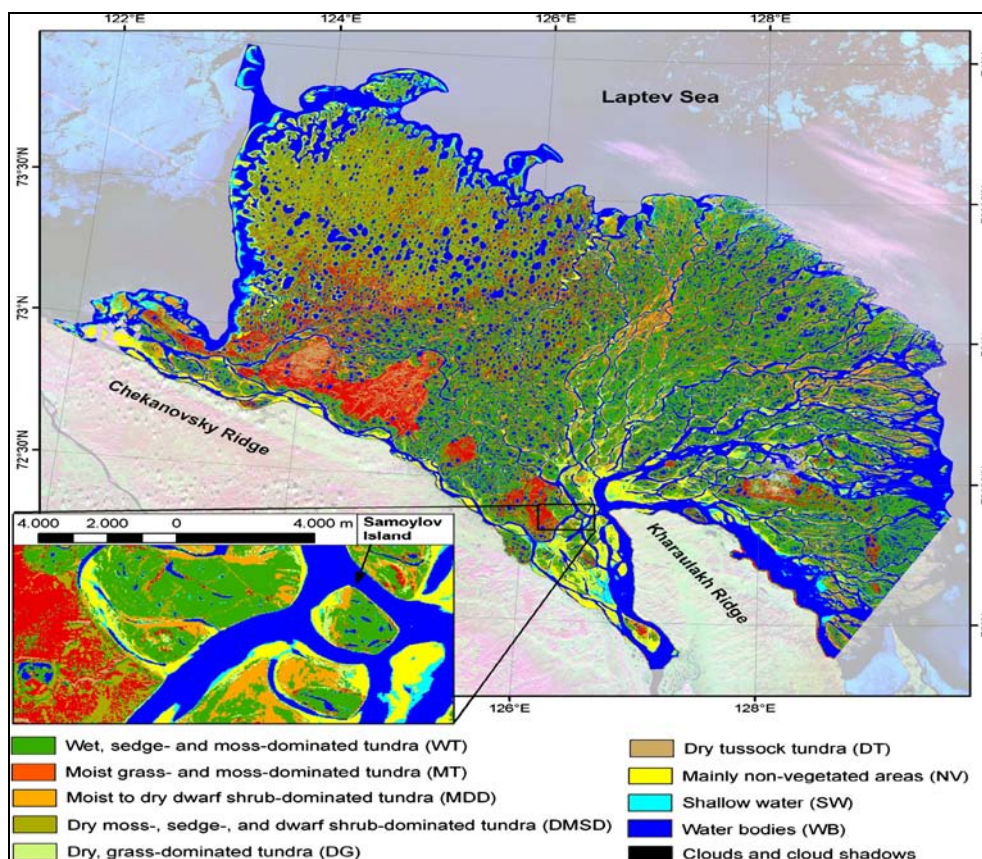 122°E 124°E 126°E 128°E
Laptev Sea
73°30'N
73°N
72°30'N
Chekanovsky Ridge
Kharaulakh Ridge
4.000 2.000 0 4.000 m
Samoylov
Island
126°E 128°E
Wet, sedge- and moss-dominated tundra (WT)
Moist grass- and moss-dominated tundra (MT)
Moist to dry dwarf shrub-dominated tundra (MDD)
Dry moss-, sedge-, and dwarf shrub-dominated tundra (DMSD)
Dry, grass-dominated tundra (DG)
Dry tussock tundra (DT)
Mainly non-vegetated areas (NV)
Shallow water (SW)
Water bodies (WB)
Clouds and cloud shadows